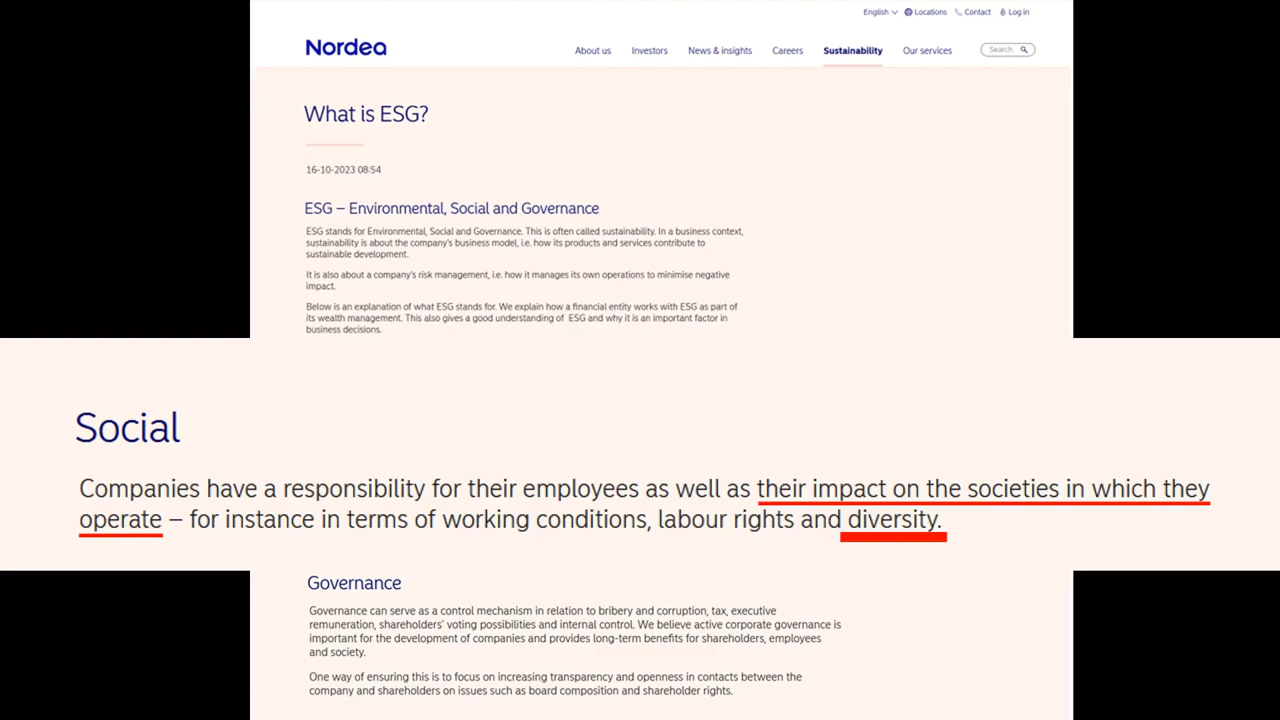 English Locations Contact Log in
Nordea
About us Investors News & insights Careers Sustainability Our services Search
What is ESG?
16-10-2023 08:54
ESG – Environmental, Social and Governance
ESG stands for Environmental, Social and Governance. This is often called sustainability. In a business context,
sustainability is about the company's business model, i.e. how its products and services contribute to
sustainable development.
It is also about a company's risk management, i.e. how it manages its own operations to minimise negative
impact.
Below is an explanation of what ESG stands for. We explain how a financial entity works with ESG as part of
its wealth management. This also gives a good understanding of ESG and why it is an important factor in
business decisions.
Social
Companies have a responsibility for their employees as well as their impact on the societies in which they
operate – for instance in terms of working conditions, labour rights and diversity.
Governance
Governance can serve as a control mechanism in relation to bribery and corruption, tax, executive
remuneration, shareholders' voting possibilities and internal control. We believe active corporate governance is
important for the development of companies and provides long-term benefits for shareholders, employees
and society.
One way of ensuring this is to focus on increasing transparency and openness in contacts between the
company and shareholders on issues such as board composition and shareholder rights.